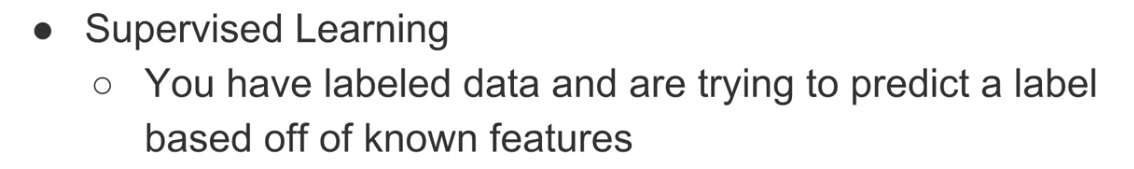 ● Supervised Learning
○ You have labeled data and are trying to predict a label
based off of known features